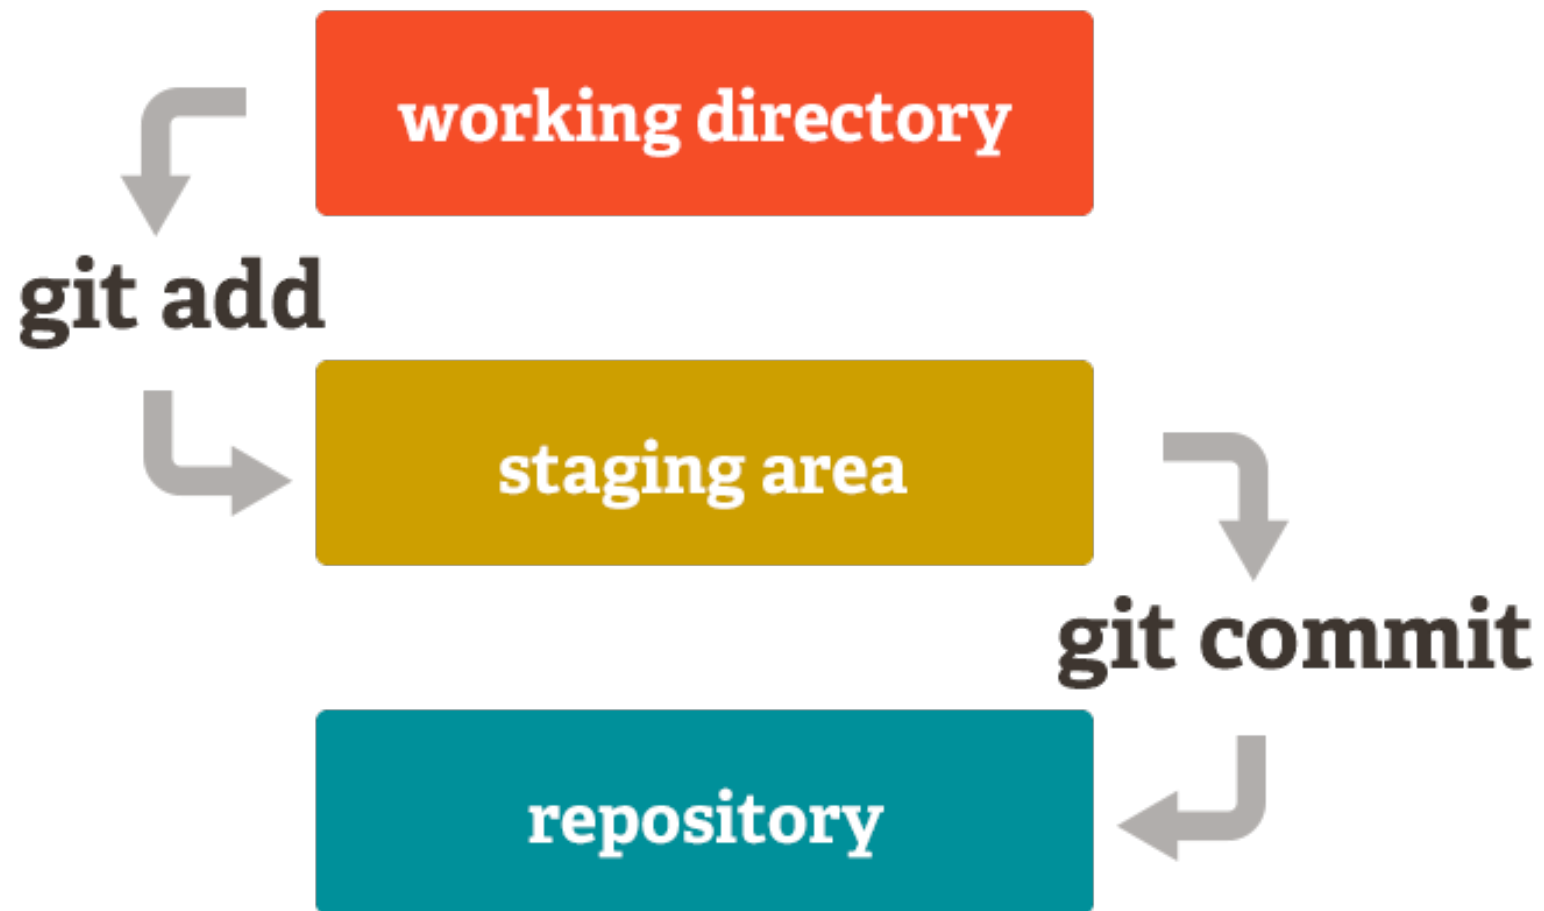 working directory
git add
staging area
git commit
repository